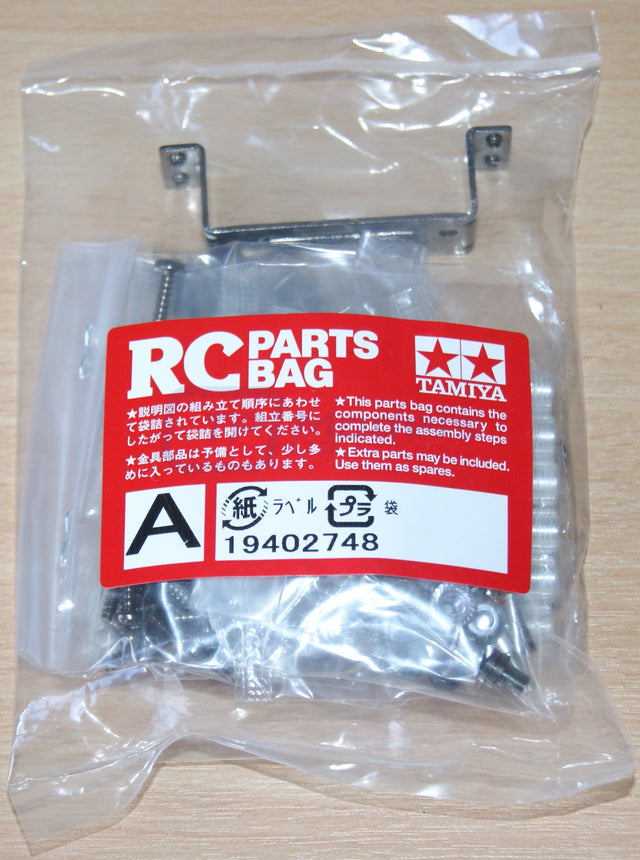 RC PARTS BAG
TAMIYA
★説明図の組み立て順序にあわせ
て袋詰されています。組立番号に
したがって袋詰を開けてください。
★金具部品は予備として、少し多
めに入っているものもあります。
★This parts bag contains the
components necessary to
complete the assembly steps
indicated.
★Extra parts may be included.
Use them as spares.
A
紙 ラベル プラ 袋
19402748